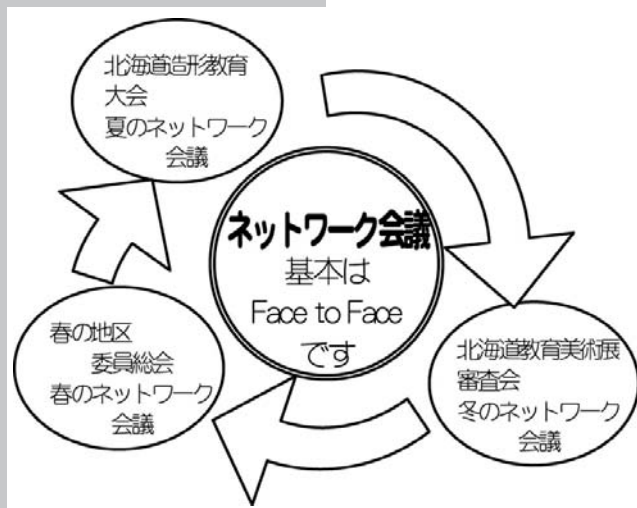 北海道造形教育
大会
夏のネットワーク
会議
ネットワーク会議
基本は
Face to Face
です
北海道教育美術展
審査会
冬のネットワーク
会議
春の地区
委員総会
春のネットワーク
会議